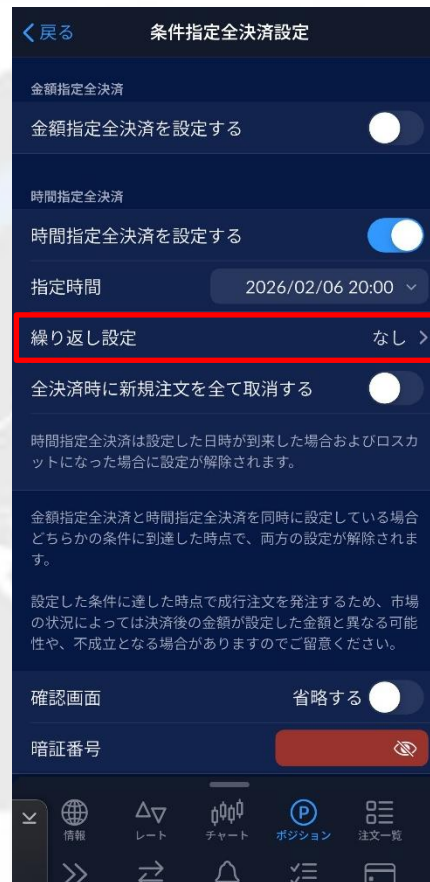 戻る 条件指定全決済設定
金額指定全決済
金額指定全決済を設定する
時間指定全決済
時間指定全決済を設定する
指定時間 2026/02/06 20:00
繰り返し設定 なし
全決済時に新規注文を全て取消する
時間指定全決済は設定した日時が到来した場合およびロスカ
ットになった場合に設定が解除されます。
金額指定全決済と時間指定全決済を同時に設定している場合
どちらかの条件に到達した時点で、両方の設定が解除されま
す。
設定した条件に達した時点で成行注文を発注するため、市場
の状況によっては決済後の金額が設定した金額と異なる可能
性や、不成立となる場合がありますのでご留意ください。
確認画面 省略する
暗証番号
情報 レート チャート ポジション 注文一覧